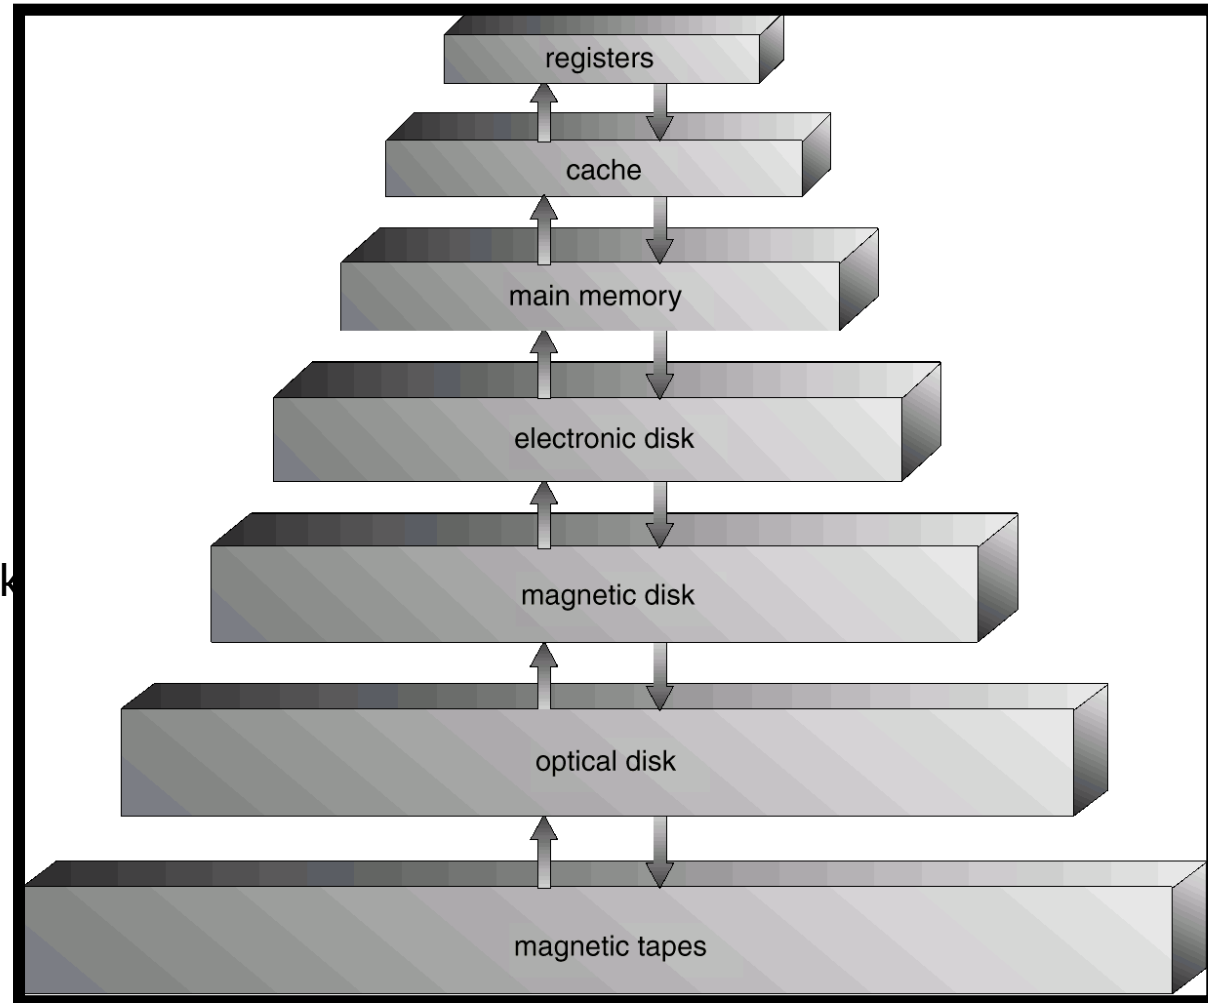 registers
cache
main memory
electronic disk
k
magnetic disk
optical disk
magnetic tapes